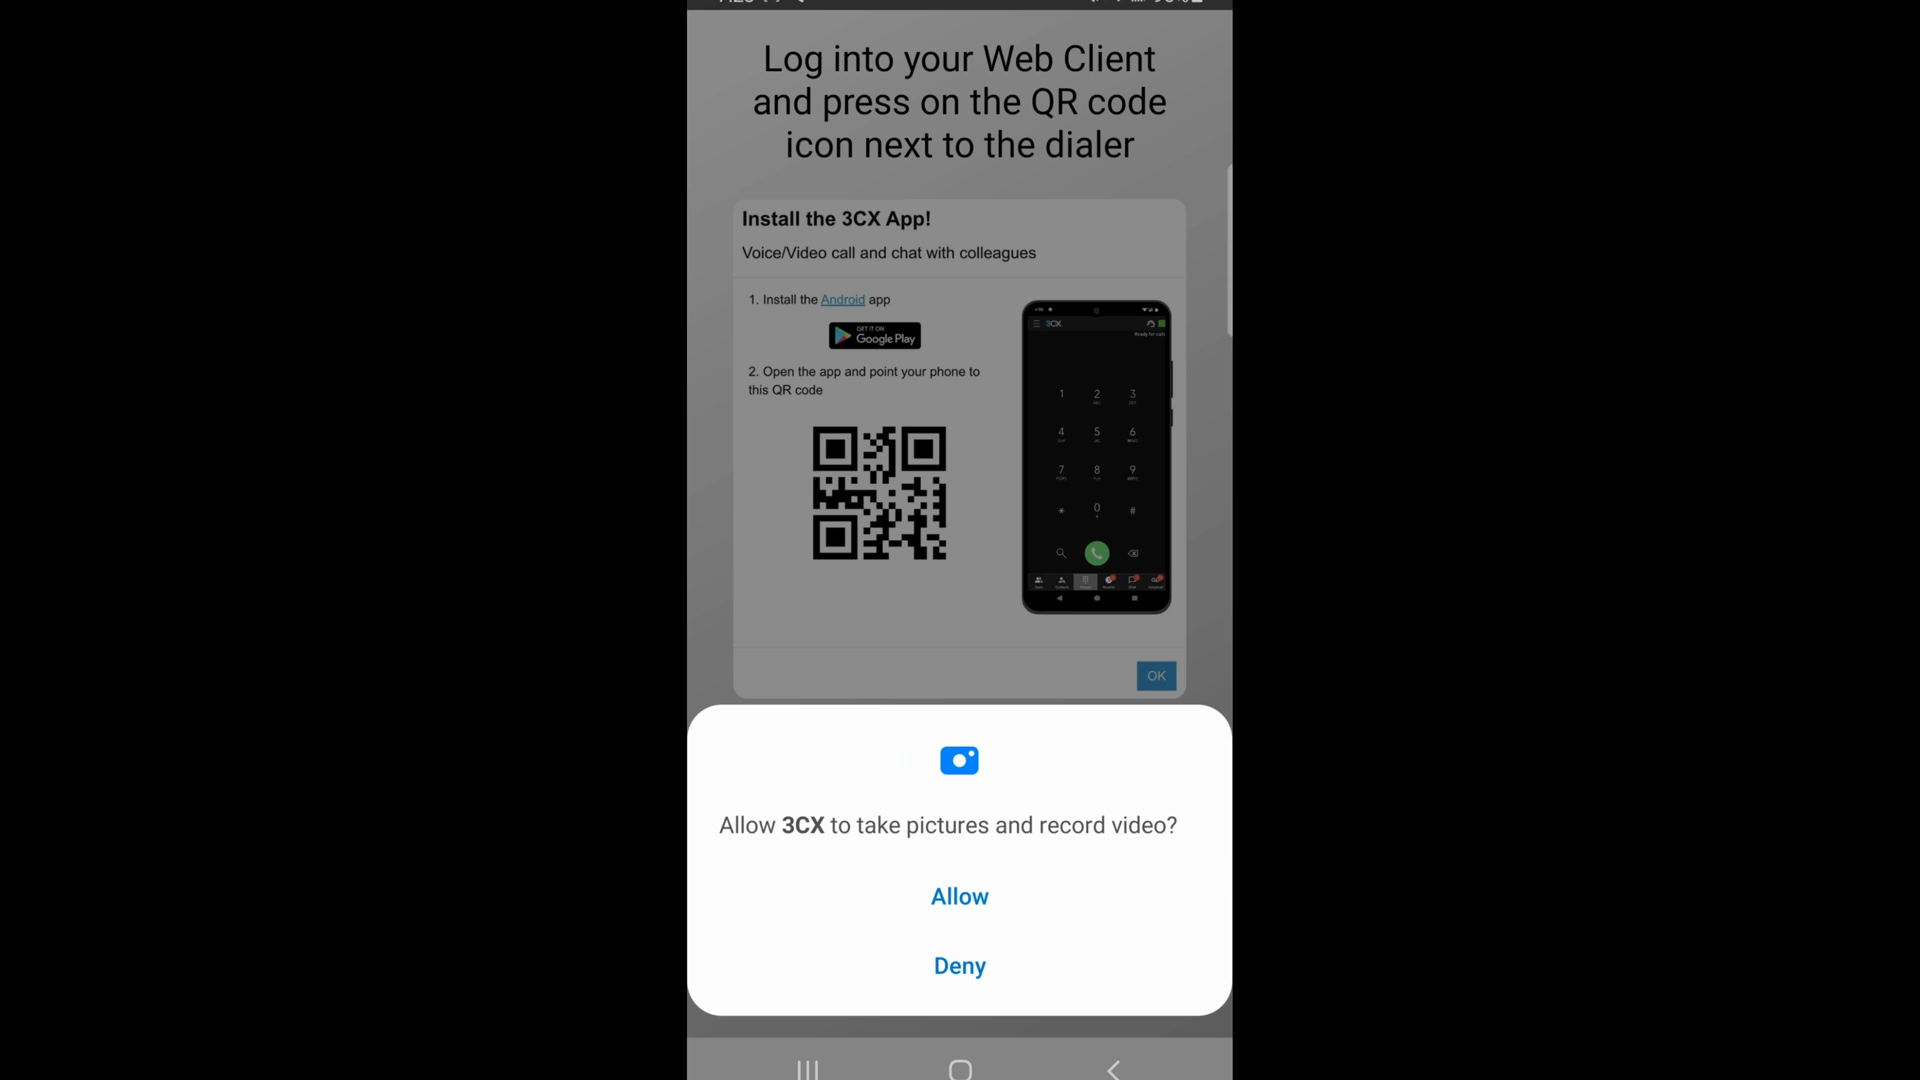 Log into your Web Client
and press on the QR code
icon next to the dialer
Install the 3CX App!
Voice/Video call and chat with colleagues
1. Install the Android app
GET IT ON
Google Play
2. Open the app and point your phone to
this QR code
3CX
Ready for calls
1 2 3
4 5 6
7 8 9
* 0 #
OK
Allow 3CX to take pictures and record video?
Allow
Deny